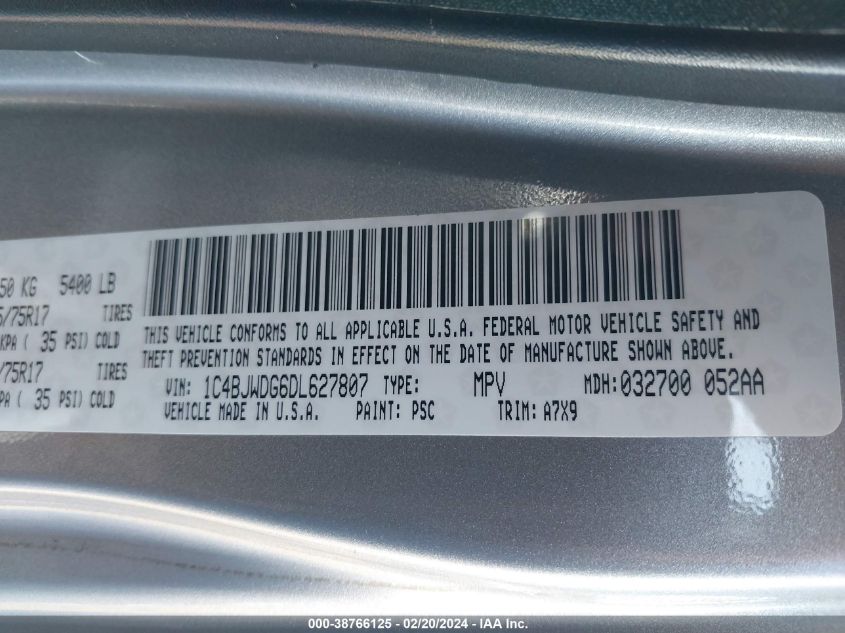 50 KG 5400 LB
/75R17 TIRES
KPA ( 35 PSI) COLD
/75R17 TIRES
PA ( 35 PSI) COLD
THIS VEHICLE CONFORMS TO ALL APPLICABLE U.S.A. FEDERAL MOTOR VEHICLE SAFETY AND
THEFT PREVENTION STANDARDS IN EFFECT ON THE DATE OF MANUFACTURE SHOWN ABOVE.
VIN: 1C4BJWDG6DL627807 TYPE: MPV MDH:032700 052AA
VEHICLE MADE IN U.S.A. PAINT: PSC TRIM: A7X9
000-38766125 - 02/20/2024 - IAA Inc.